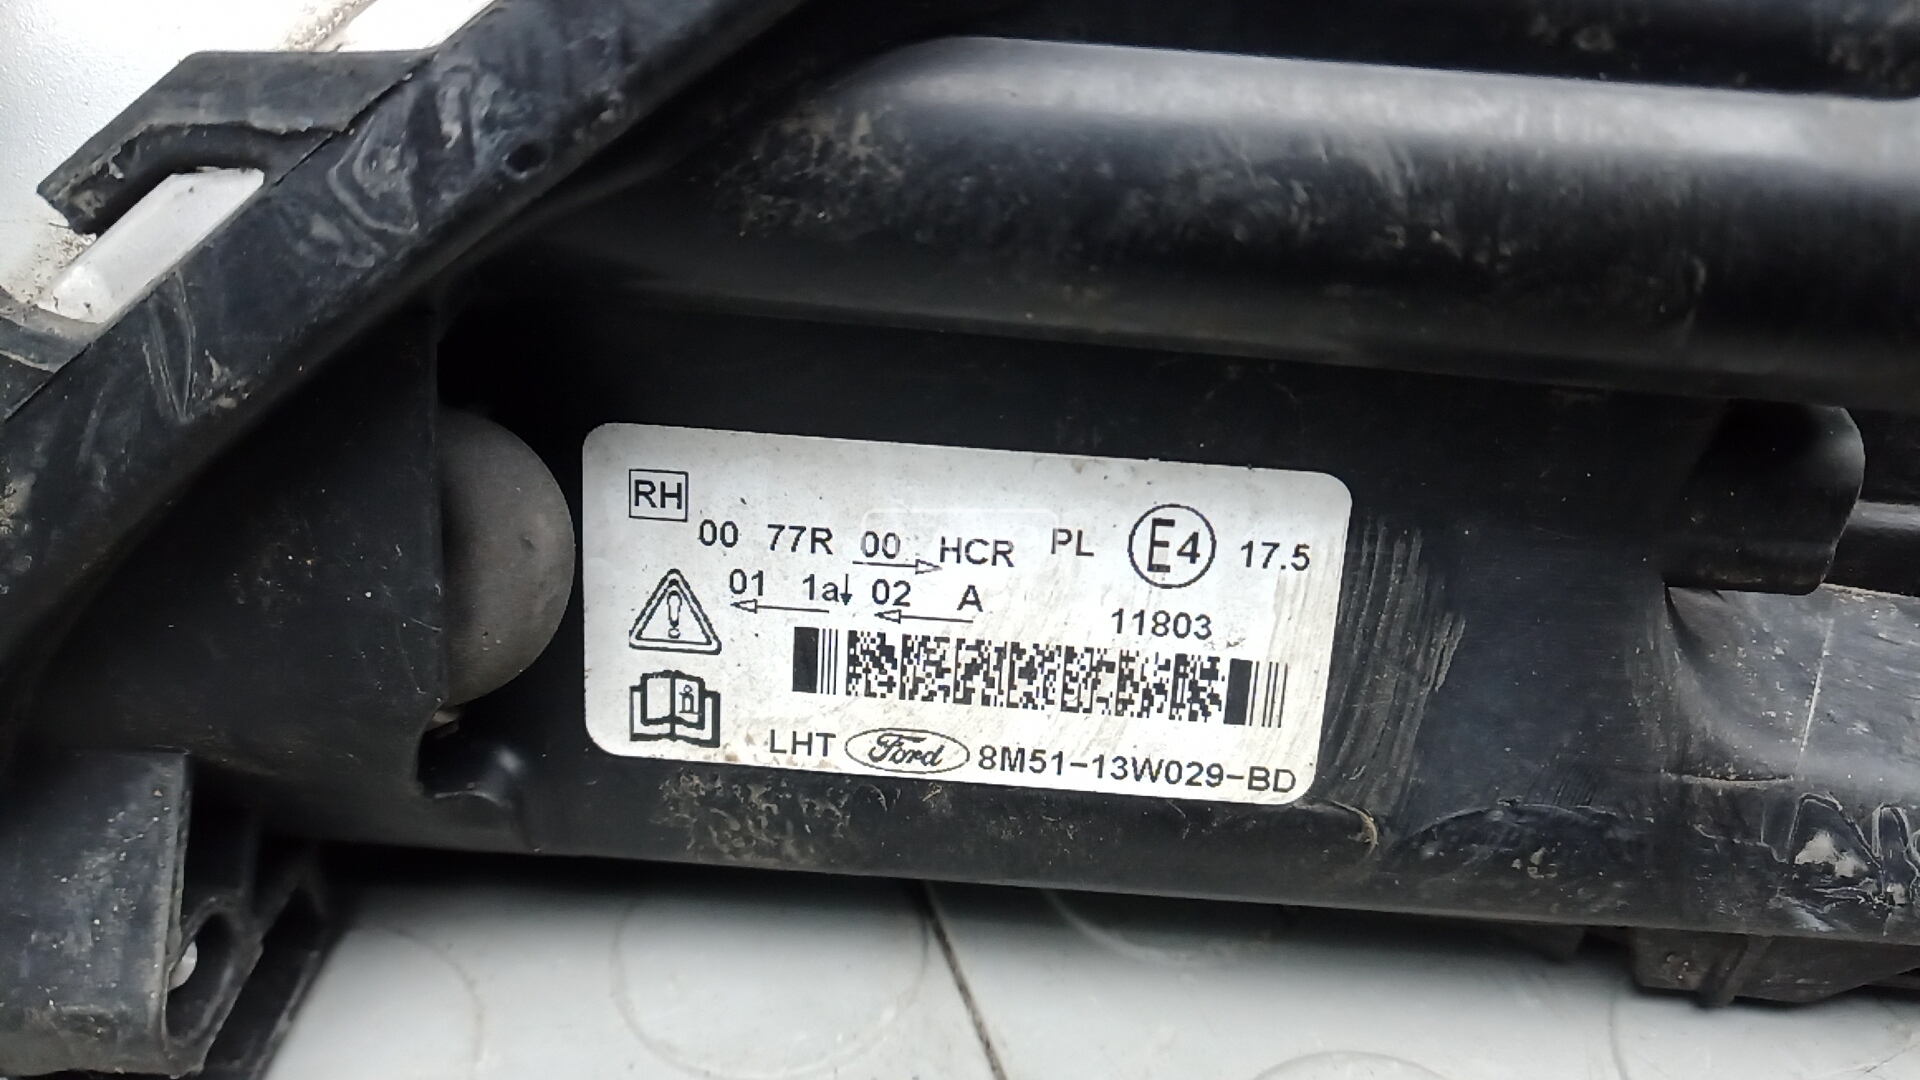 RH
00 77R 00 HCR PL E4 17.5
01 1a 02 A 11803
LHT Ford 8M51-13W029-BD